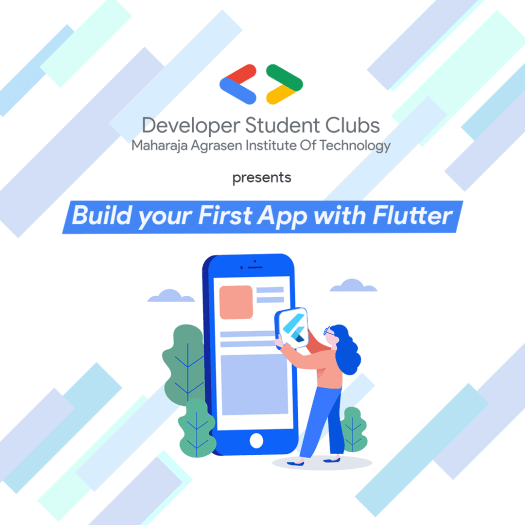 Developer Student Clubs
Maharaja Agrasen Institute Of Technology
presents
Build your First App with Flutter